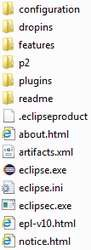 configuration
dropins
features
p2
plugins
readme
.eclipseproduct
about.html
artifacts.xml
eclipse.exe
eclipse.ini
eclipsec.exe
epl-v10.html
notice.html